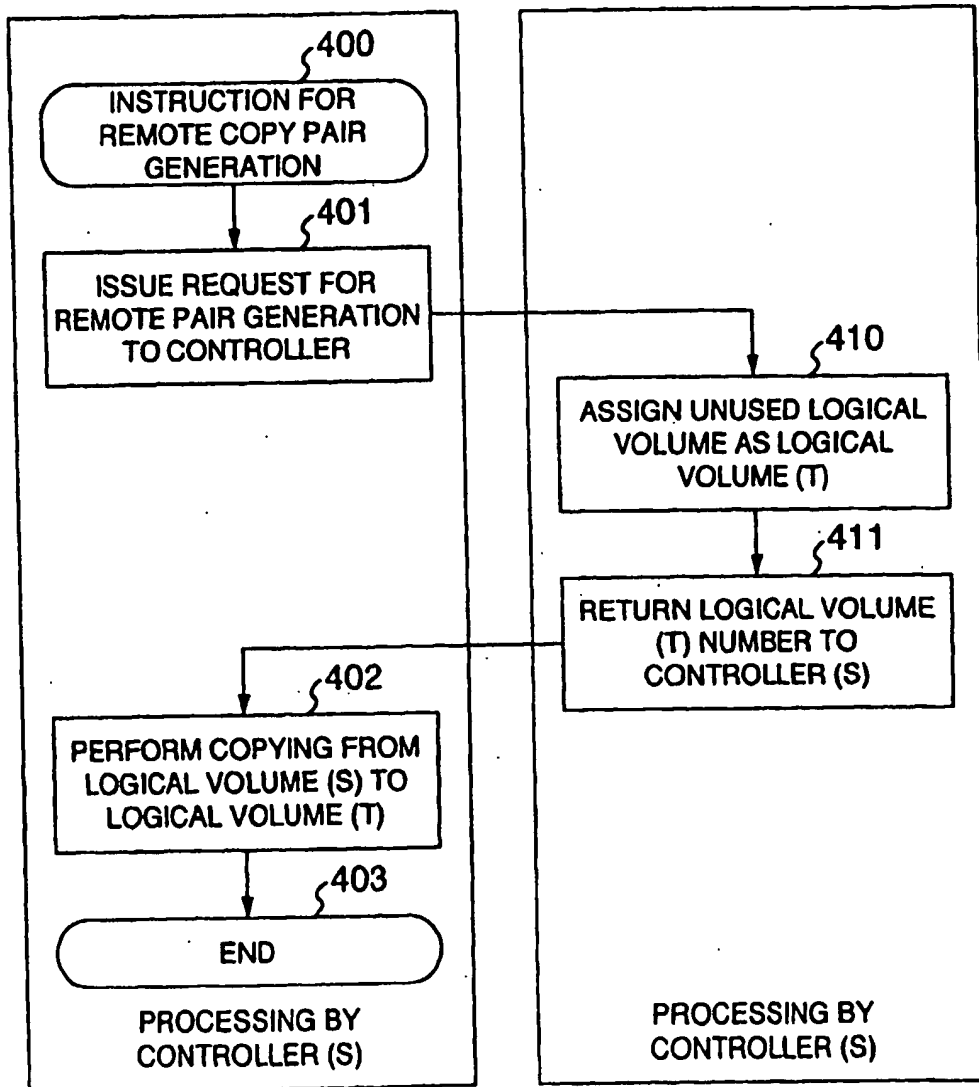 400
INSTRUCTION FOR
REMOTE COPY PAIR
GENERATION
401
ISSUE REQUEST FOR
REMOTE PAIR GENERATION
TO CONTROLLER
410
ASSIGN UNUSED LOGICAL
VOLUME AS LOGICAL
VOLUME (T)
411
RETURN LOGICAL VOLUME
(T) NUMBER TO
CONTROLLER (S)
402
PERFORM COPYING FROM
LOGICAL VOLUME (S) TO
LOGICAL VOLUME (T)
403
END
PROCESSING BY
CONTROLLER (S)
PROCESSING BY
CONTROLLER (S)